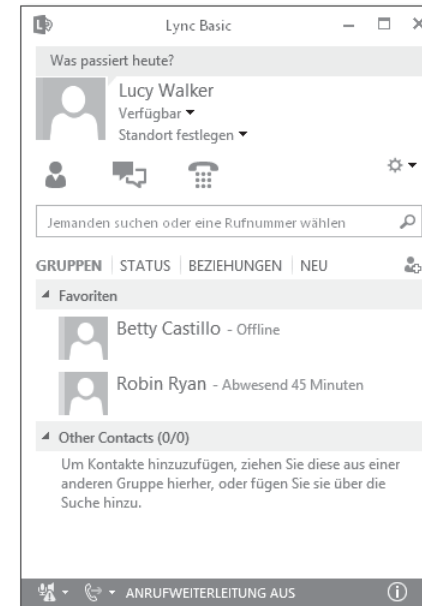 Lync Basic
Was passiert heute?
Lucy Walker
Verfügbar
Standort festlegen
Jemanden suchen oder eine Rufnummer wählen
GRUPPEN STATUS BEZIEHUNGEN NEU
Favoriten
Betty Castillo - Offline
Robin Ryan - Abwesend 45 Minuten
Other Contacts (0/0)
Um Kontakte hinzuzufügen, ziehen Sie diese aus einer
anderen Gruppe hierher, oder fügen Sie sie über die
Suche hinzu.
ANRUFWEITERLEITUNG AUS